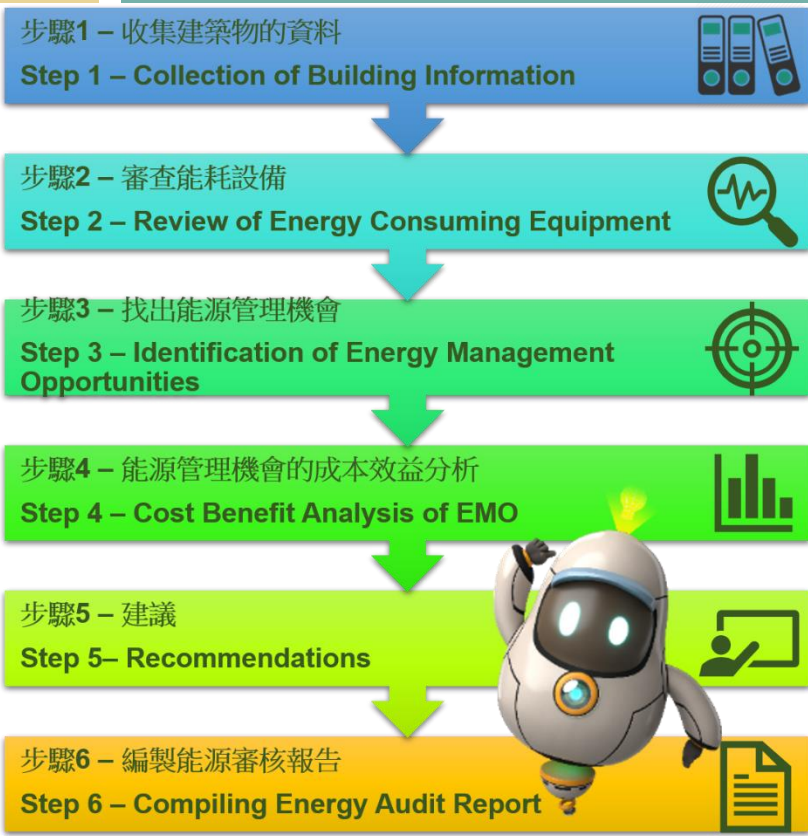 步驟1 – 收集建築物的資料
Step 1 – Collection of Building Information
步驟2 – 審查能耗設備
Step 2 – Review of Energy Consuming Equipment
步驟3 – 找出能源管理機會
Step 3 – Identification of Energy Management
Opportunities
步驟4 – 能源管理機會的成本效益分析
Step 4 – Cost Benefit Analysis of EMO
步驟5 – 建議
Step 5– Recommendations
步驟6 – 編製能源審核報告
Step 6 – Compiling Energy Audit Report